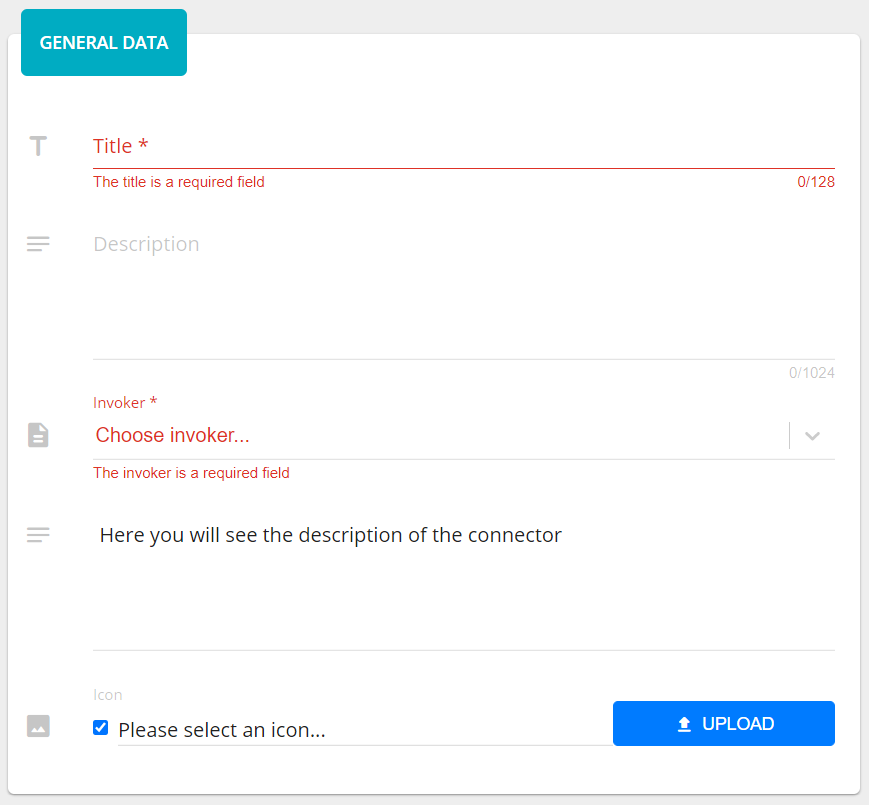 GENERAL DATA
Title *
The title is a required field 0/128
Description
0/1024
Invoker *
Choose invoker...
The invoker is a required field
Here you will see the description of the connector
Icon
Please select an icon... UPLOAD